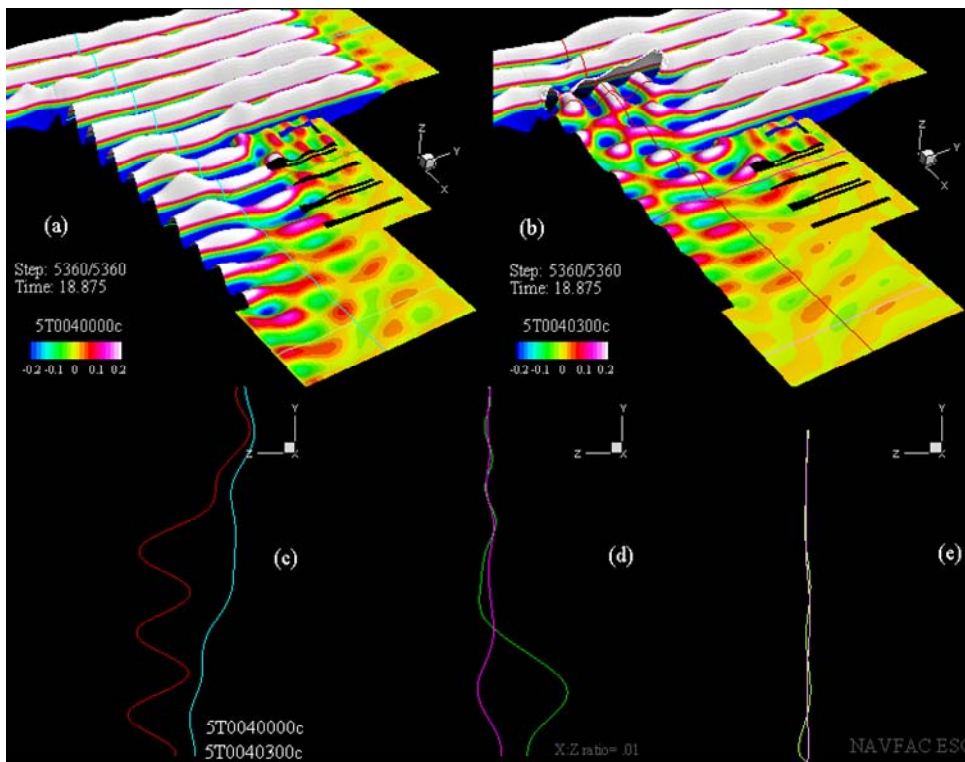 Z
Y
X
(a)
Step: 5360/5360
Time: 18.875
5T0040000c
-0.2 -0.1 0 0.1 0.2
Z
Y
X
(b)
Step: 5360/5360
Time: 18.875
5T0040300c
-0.2 -0.1 0 0.1 0.2
Y
Z X
(c)
5T0040000c
5T0040300c
Y
Z X
(d)
X:Z ratio= .01
Y
Z X
(e)
NAVFAC ESC